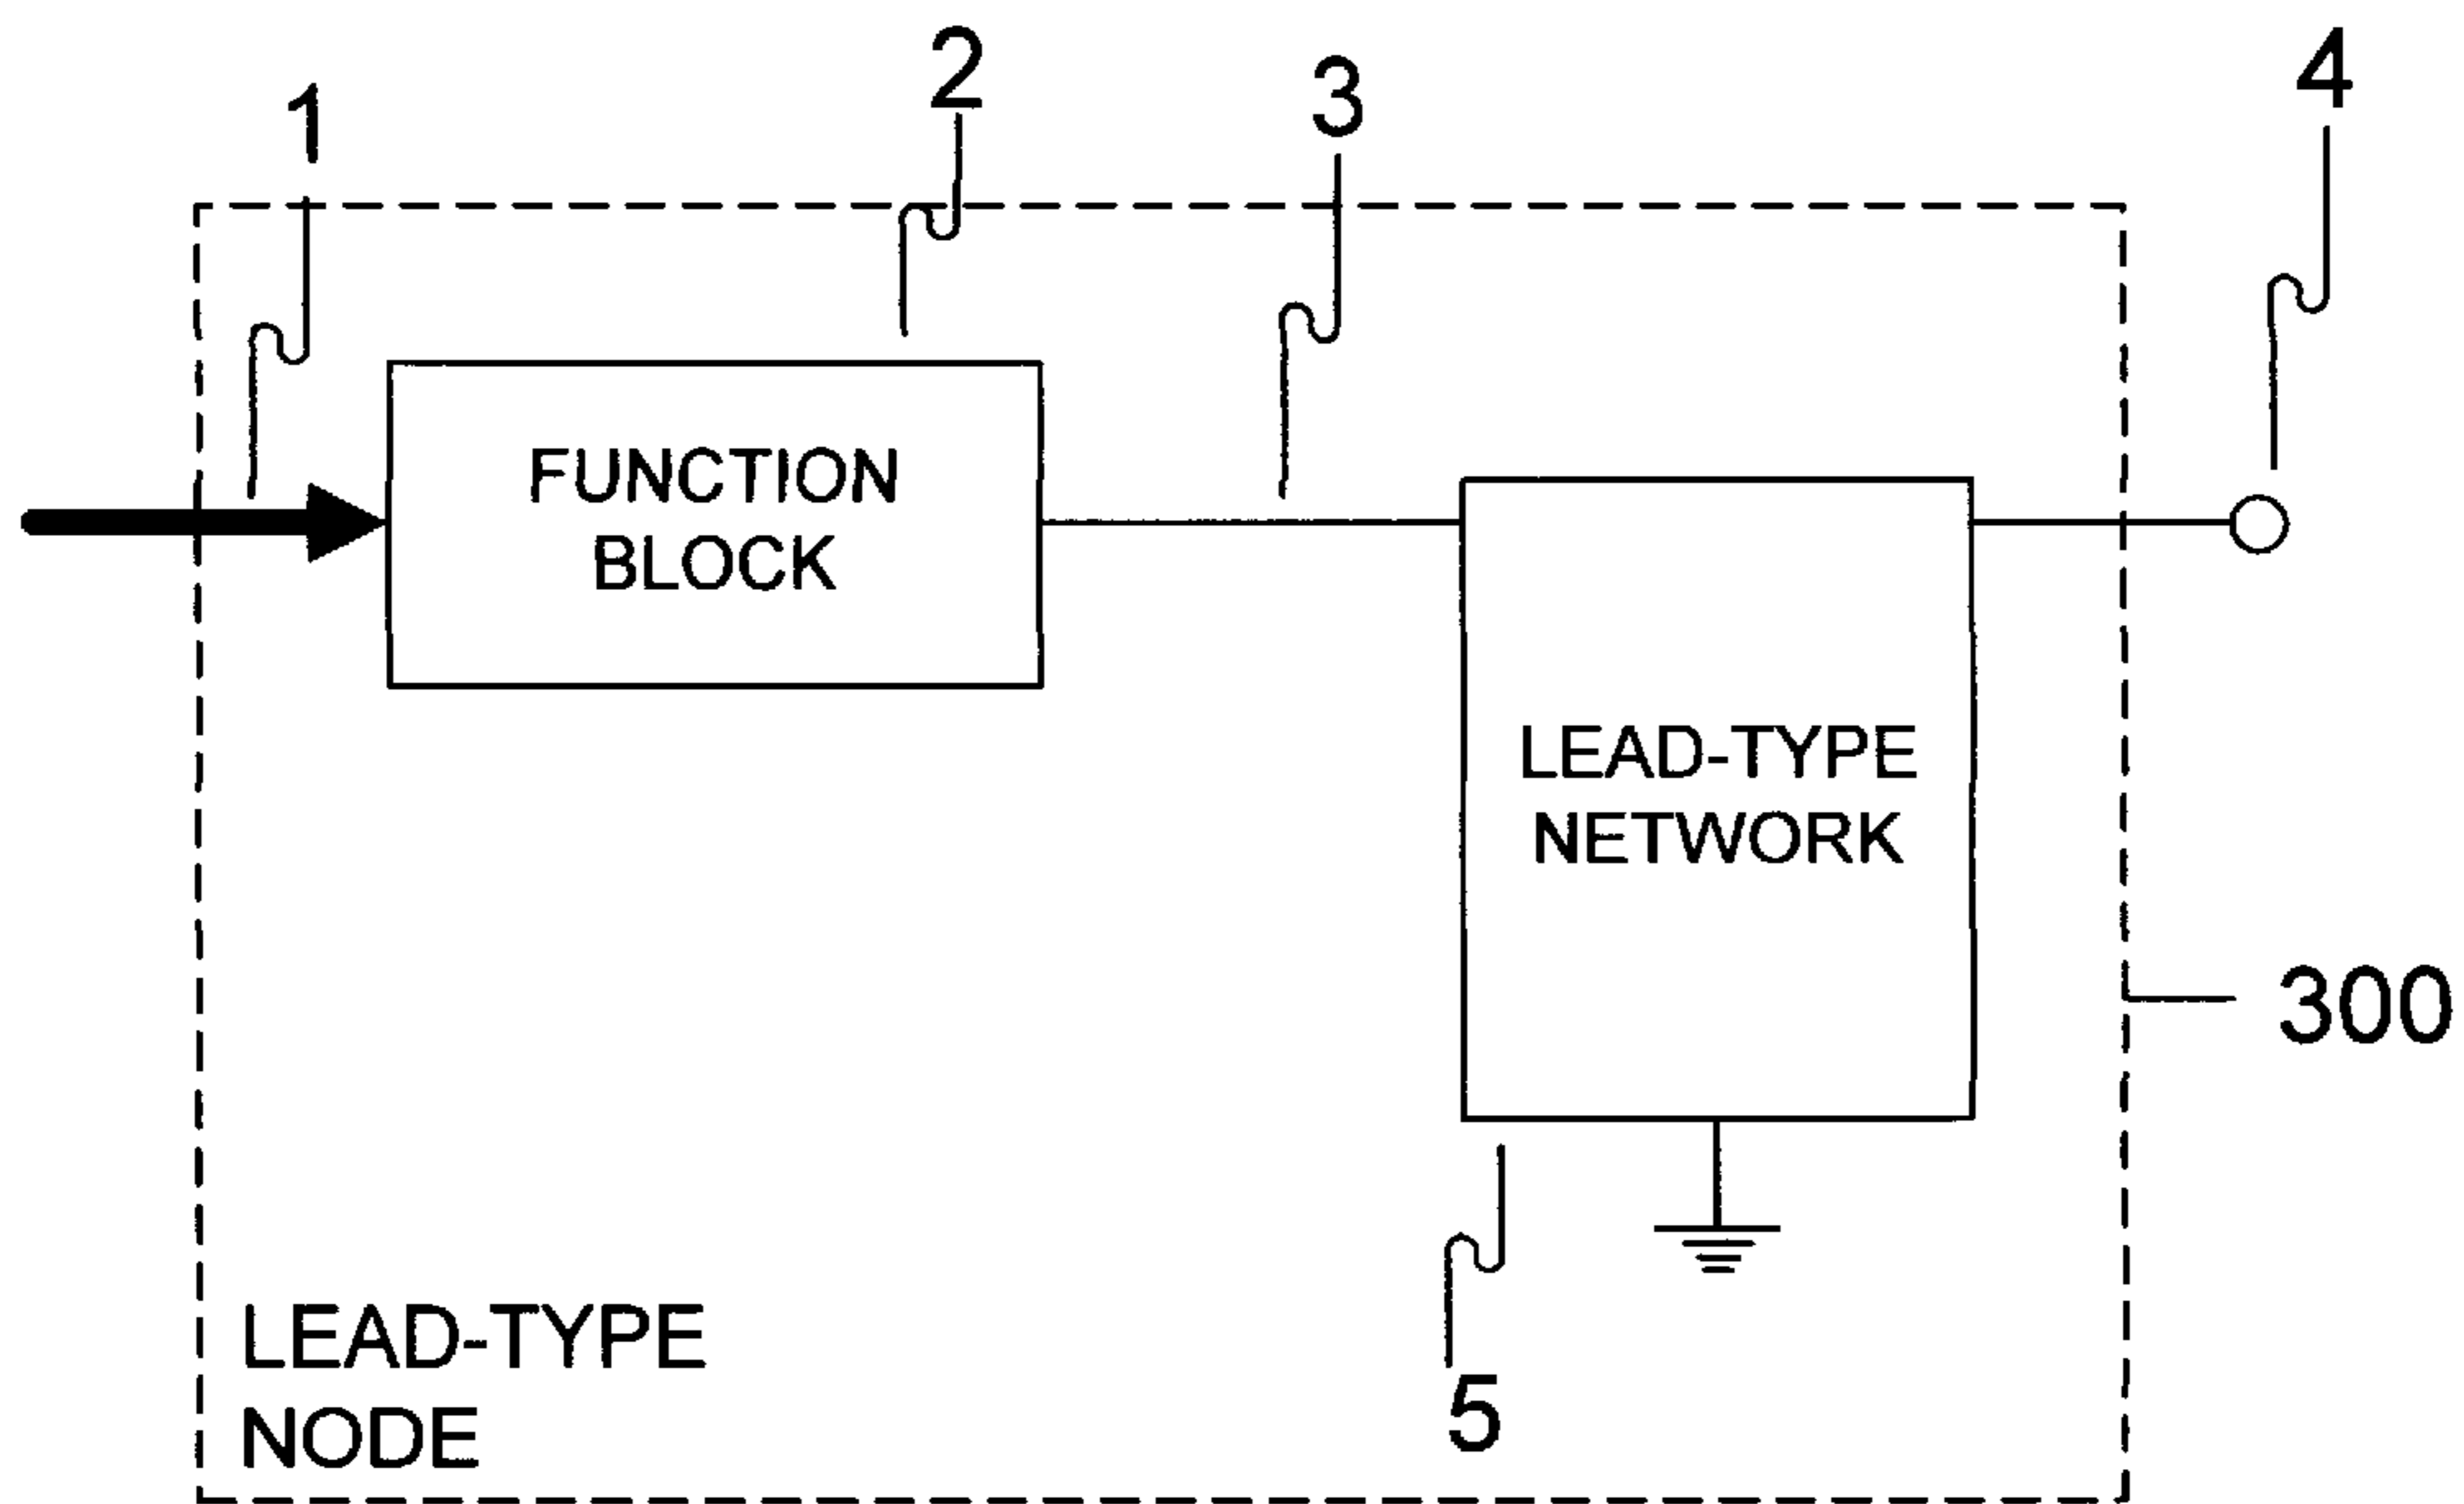 1
2
3
4
FUNCTION
BLOCK
LEAD-TYPE
NETWORK
300
LEAD-TYPE
NODE
5